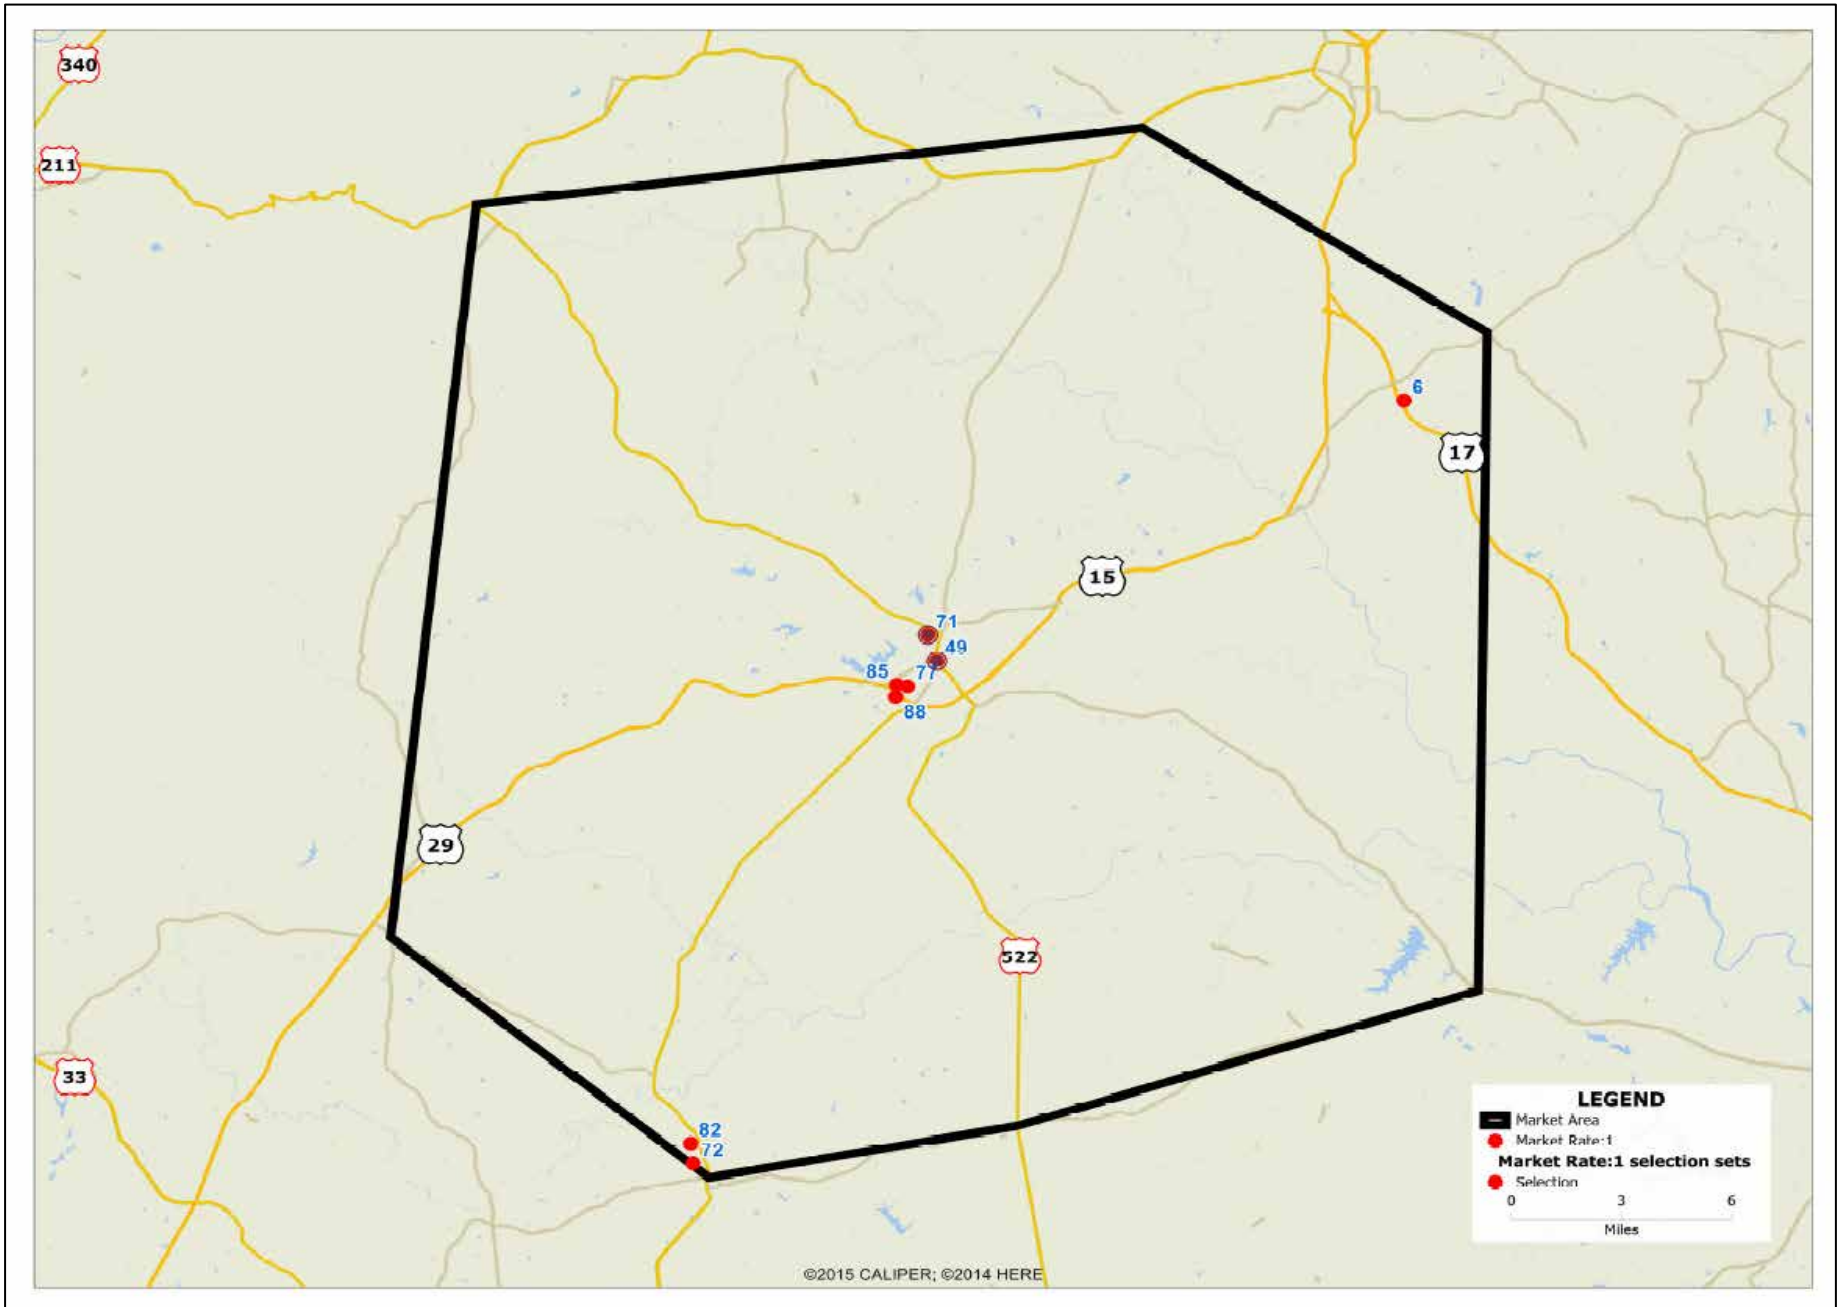 340
211
6
17
15
71
49
85
77
88
29
522
33
82
72
LEGEND
Market Area
Market Rate:1
Market Rate:1 selection sets
Selection
0 3 6
Miles
©2015 CALIPER; ©2014 HERE